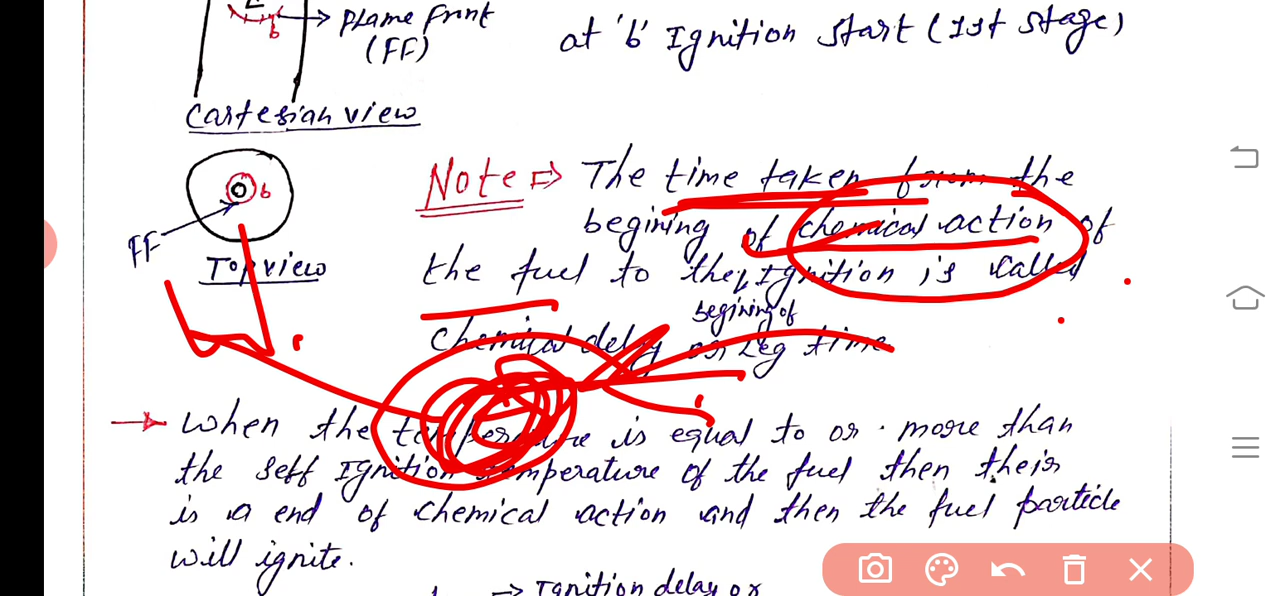 b
→ Flame Front
(FF)
at 'b' Ignition start (1st stage)
Cartesian view
b
FF
Top view
Note ⇒ The time taken from the
begining of chemical action of
the fuel to the, Ignition is called
begining of
chemical delay or Leg time
→ When the temperature is equal to or more than
the seff Ignition temperature of the fuel then their
is a end of chemical action and then the fuel particle
will ignite.
→ Ignition delay or